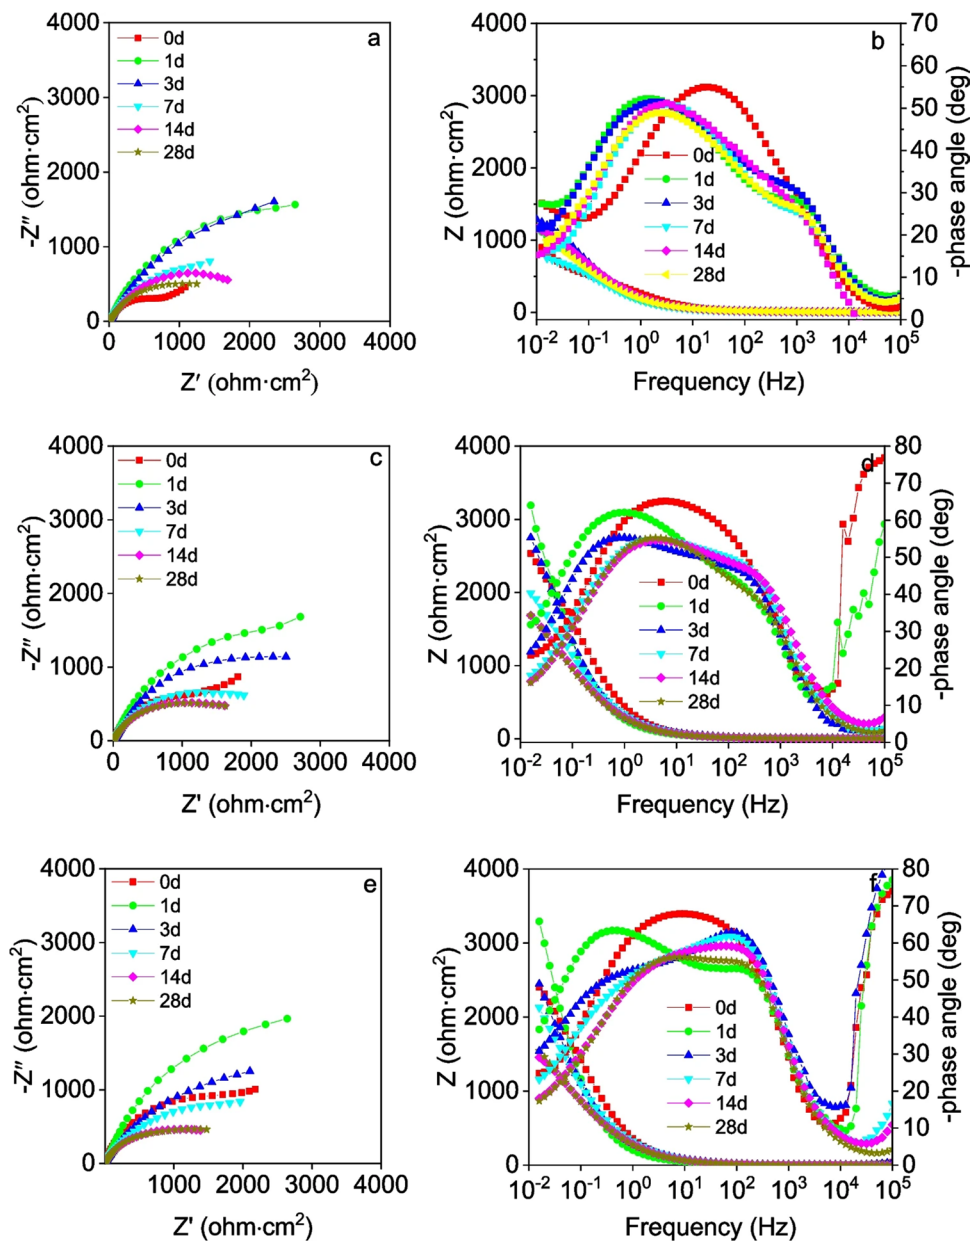 a
4000
3000
2000
1000
0
-Z″ (ohm·cm²)
0d
1d
3d
7d
14d
28d
0 1000 2000 3000 4000
Z′ (ohm·cm²)
b
4000
3000
2000
1000
0
Z (ohm·cm²)
0d
1d
3d
7d
14d
28d
70
60
50
40
30
20
10
0
-phase angle (deg)
10⁻² 10⁻¹ 10⁰ 10¹ 10² 10³ 10⁴ 10⁵
Frequency (Hz)
c
4000
3000
2000
1000
0
-Z″ (ohm·cm²)
0d
1d
3d
7d
14d
28d
0 1000 2000 3000 4000
Z' (ohm·cm²)
d
4000
3000
2000
1000
0
Z (ohm·cm²)
0d
1d
3d
7d
14d
28d
80
70
60
50
40
30
20
10
0
-phase angle (deg)
10⁻² 10⁻¹ 10⁰ 10¹ 10² 10³ 10⁴ 10⁵
Frequency (Hz)
e
4000
3000
2000
1000
0
-Z″ (ohm·cm²)
0d
1d
3d
7d
14d
28d
1000 2000 3000 4000
Z' (ohm·cm²)
f
4000
3000
2000
1000
0
Z (ohm·cm²)
0d
1d
3d
7d
14d
28d
80
70
60
50
40
30
20
10
0
-phase angle (deg)
10⁻² 10⁻¹ 10⁰ 10¹ 10² 10³ 10⁴ 10⁵
Frequency (Hz)